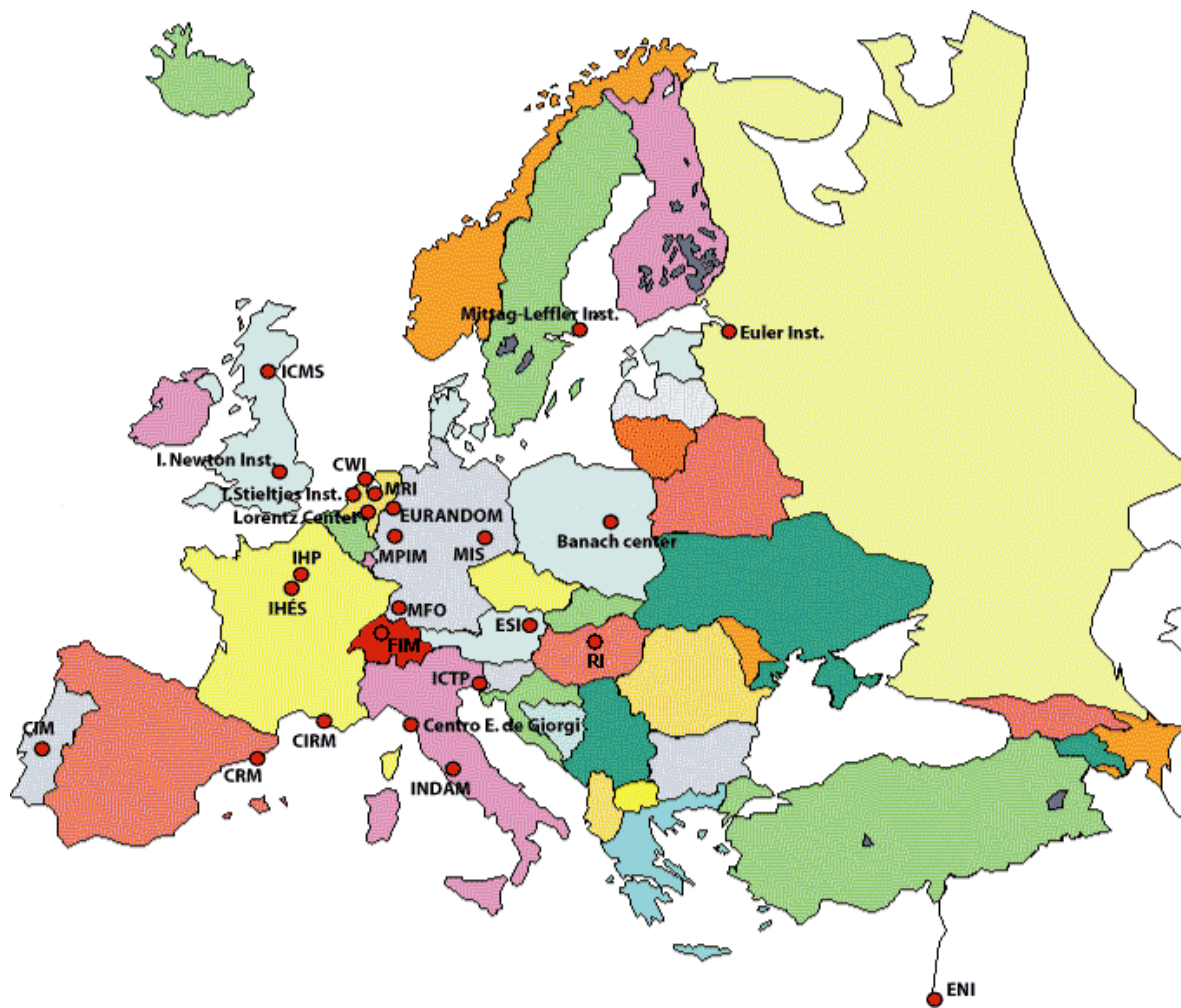 Mittag-Leffler Inst.
Euler Inst.
ICMS
I. Newton Inst.
CWI
T.Stieltjes Inst.
MRI
Lorentz Center
EURANDOM
MPIM
MIS
Banach center
IHP
IHÉS
MFO
ESI
FIM
RI
ICTP
CIM
CIRM
Centro E. de Giorgi
CRM
INDAM
ENI